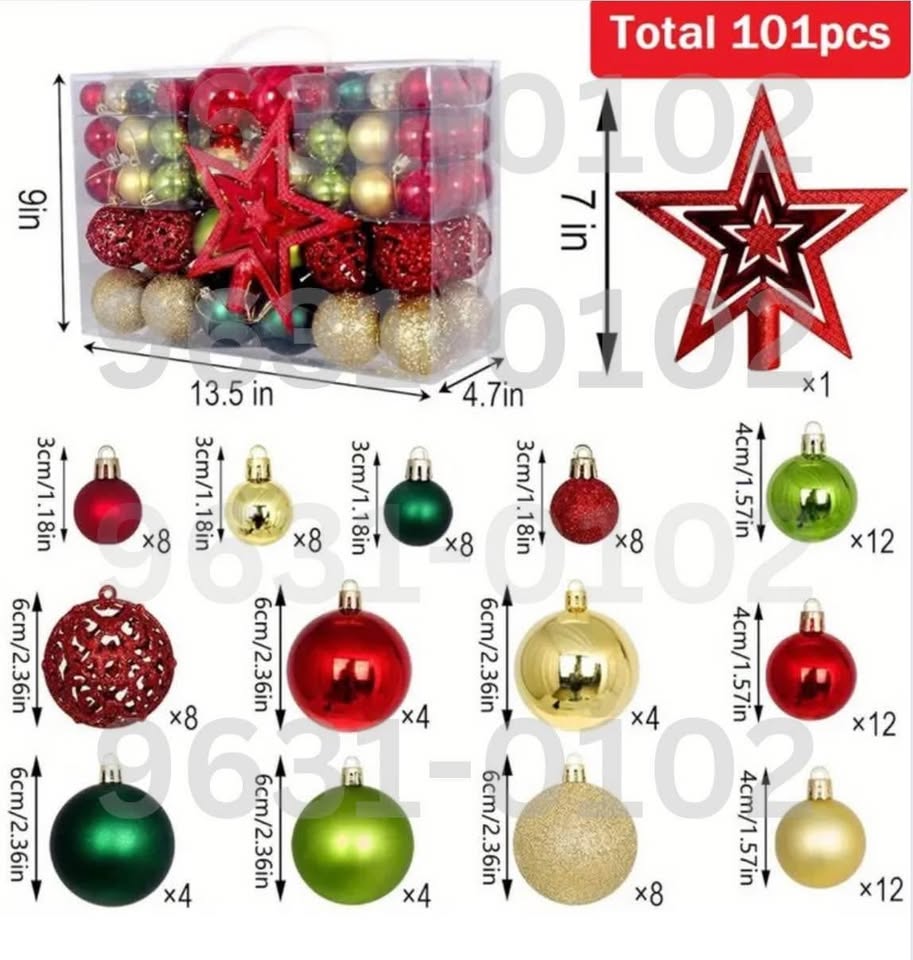 Total 101pcs
9in
13.5 in
4.7in
7 in
×1
3cm/1.18in
×8
3cm/1.18in
×8
3cm/1.18in
×8
3cm/1.18in
×8
4cm/1.57in
×12
6cm/2.36in
×8
6cm/2.36in
×4
6cm/2.36in
×4
4cm/1.57in
×12
6cm/2.36in
×4
6cm/2.36in
×4
6cm/2.36in
×8
4cm/1.57in
×12
9631-0102
9631-0102
9631-0102
9631-0102